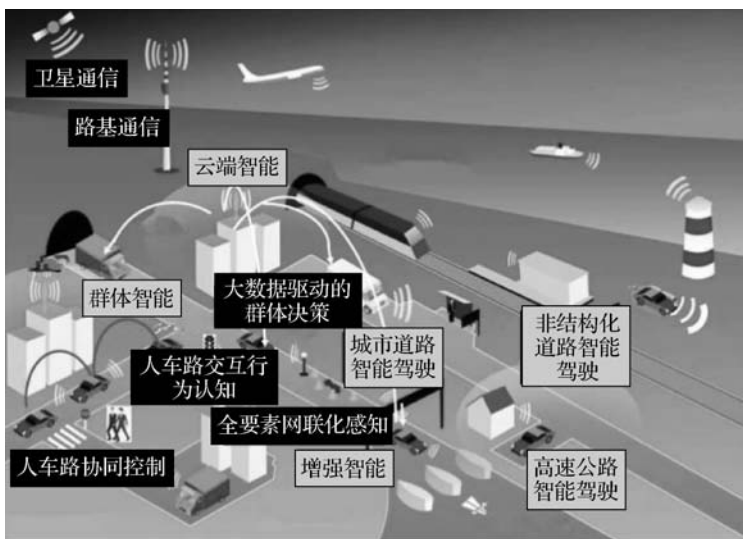 卫星通信
路基通信
云端智能
群体智能
大数据驱动的
群体决策
城市道路
智能驾驶
非结构化
道路智能
驾驶
人车路交互行
为认知
全要素网联化感知
人车路协同控制
增强智能
高速公路
智能驾驶